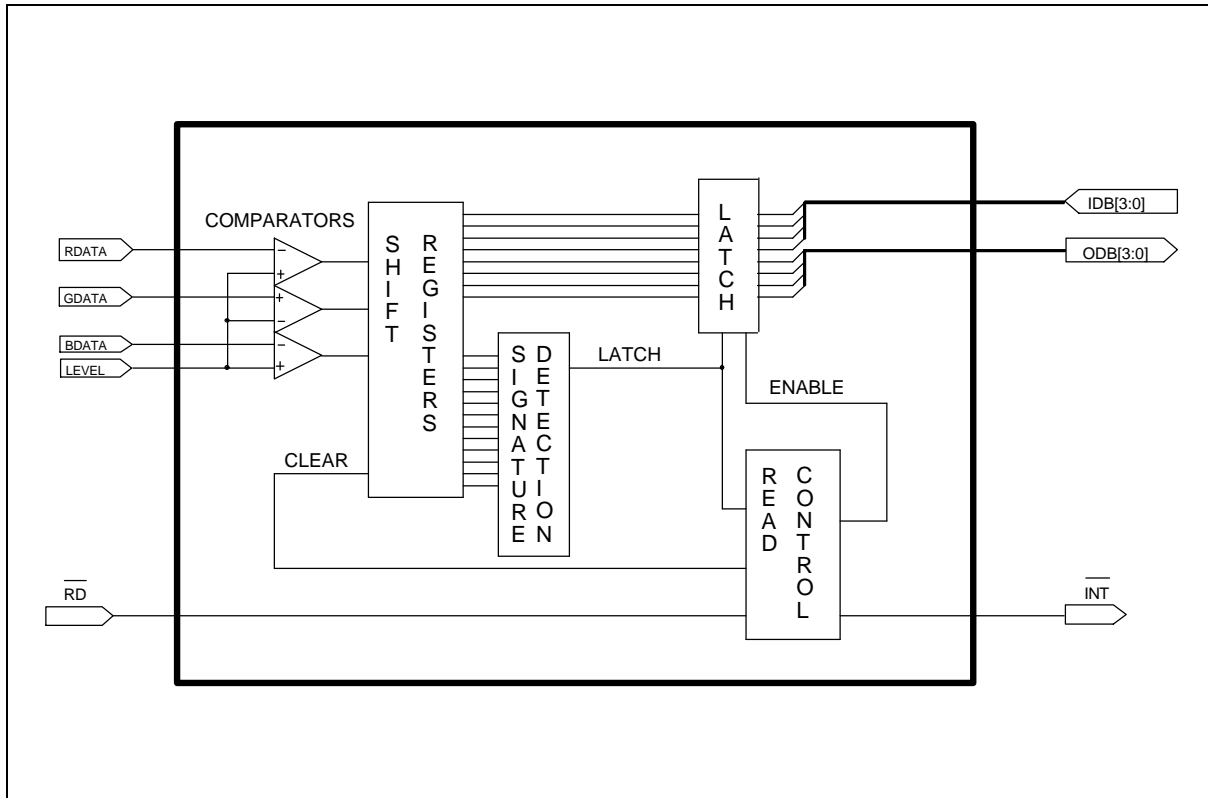 COMPARATORS
RDATA
GDATA
BDATA
LEVEL
−
+
+
−
−
+
SHIFT
REGISTERS
LATCH
IDB[3:0]
ODB[3:0]
SIGNATURE
DETECTION
LATCH
ENABLE
CLEAR
READ
CONTROL
RD
INT